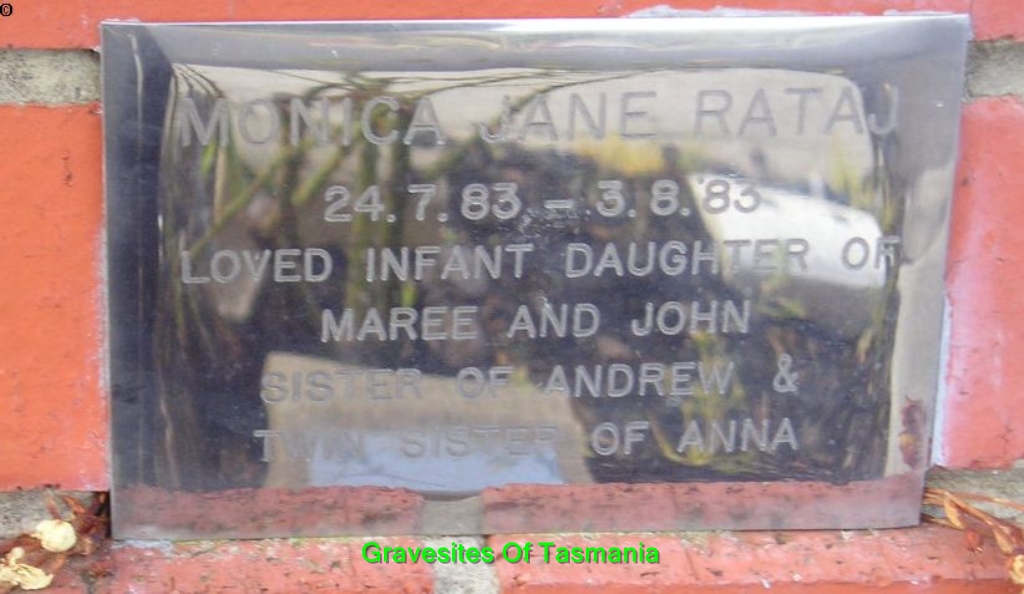 ©
MONICA JANE RATAJ
24.7.83 - 3.8.83
LOVED INFANT DAUGHTER OF
MAREE AND JOHN
SISTER OF ANDREW &
TWIN SISTER OF ANNA
Gravesites Of Tasmania